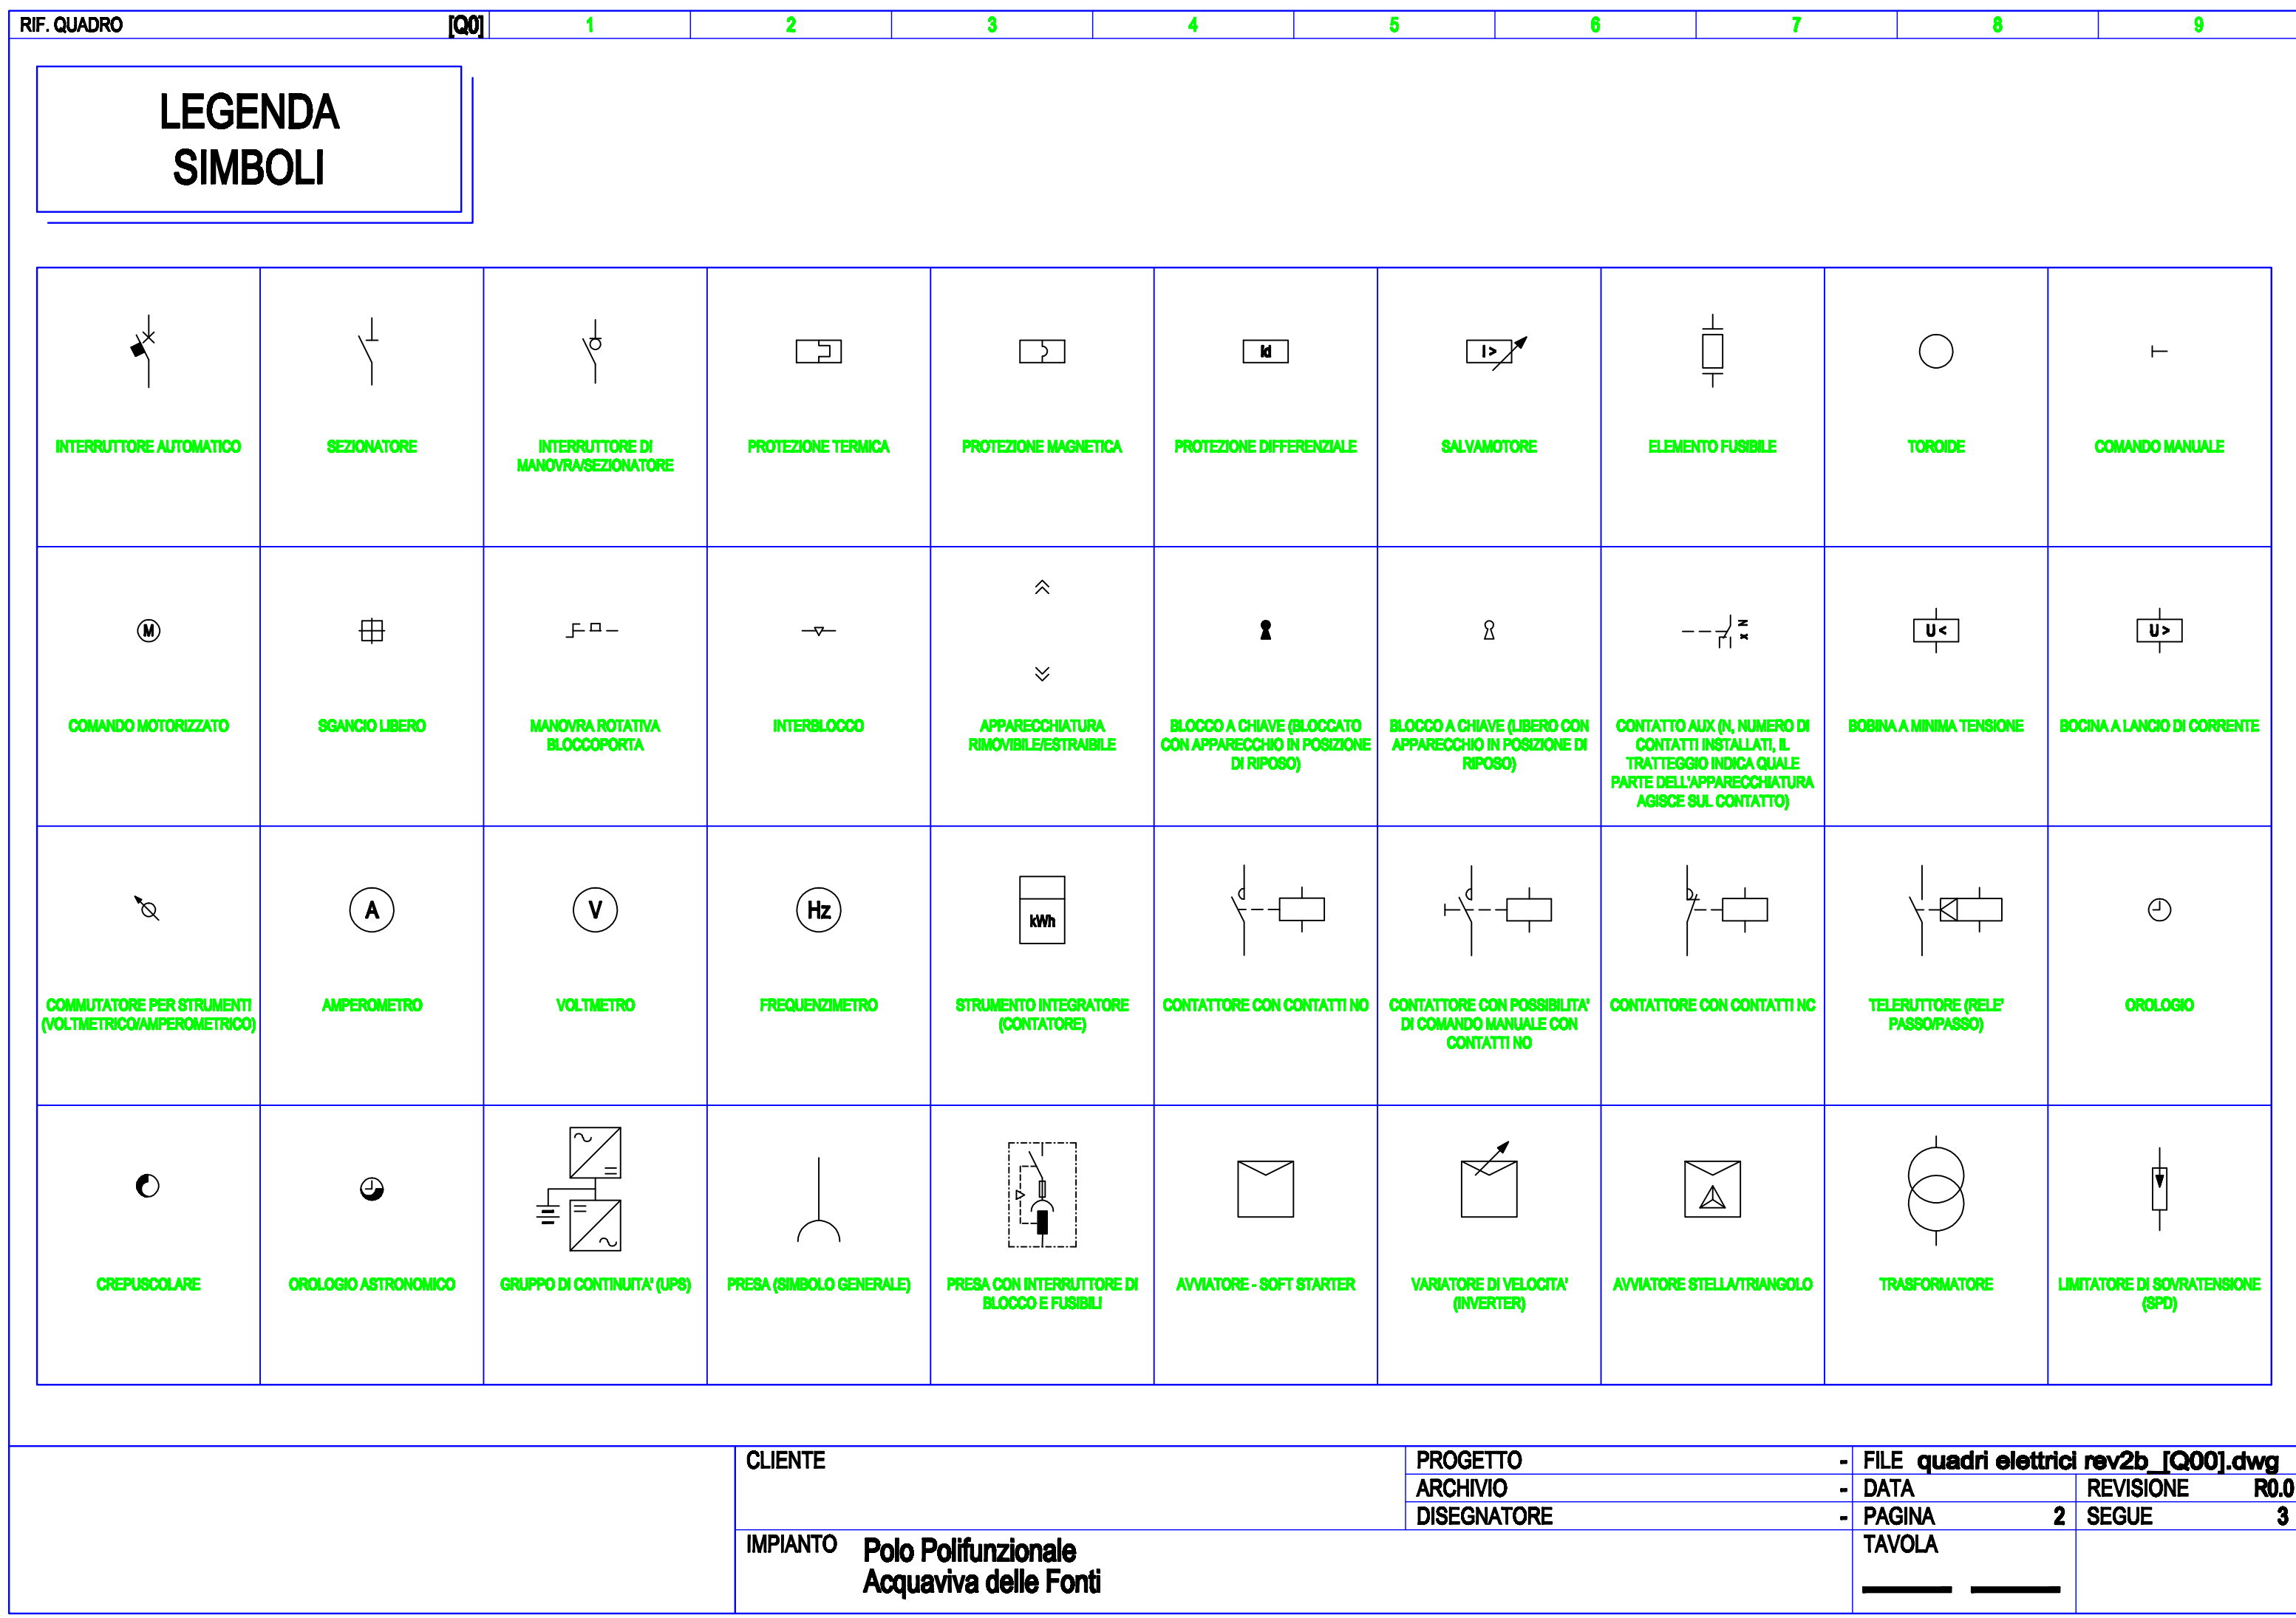 RIF. QUADRO [Q0] 1 2 3 4 5 6 7 8 9
LEGENDA
SIMBOLI
Id
I >
INTERRUTTORE AUTOMATICO
SEZIONATORE
INTERRUTTORE DI
MANOVRA/SEZIONATORE
PROTEZIONE TERMICA
PROTEZIONE MAGNETICA
PROTEZIONE DIFFERENZIALE
SALVAMOTORE
ELEMENTO FUSIBILE
TOROIDE
COMANDO MANUALE
M
N
x
U <
U >
COMANDO MOTORIZZATO
SGANCIO LIBERO
MANOVRA ROTATIVA
BLOCCOPORTA
INTERBLOCCO
APPARECCHIATURA
RIMOVIBILE/ESTRAIBILE
BLOCCO A CHIAVE (BLOCCATO
CON APPARECCHIO IN POSIZIONE
DI RIPOSO)
BLOCCO A CHIAVE (LIBERO CON
APPARECCHIO IN POSIZIONE DI
RIPOSO)
CONTATTO AUX (N, NUMERO DI
CONTATTI INSTALLATI, IL
TRATTEGGIO INDICA QUALE
PARTE DELL'APPARECCHIATURA
AGISCE SUL CONTATTO)
BOBINA A MINIMA TENSIONE
BOCINA A LANCIO DI CORRENTE
A
V
Hz
kWh
COMMUTATORE PER STRUMENTI
(VOLTMETRICO/AMPEROMETRICO)
AMPEROMETRO
VOLTMETRO
FREQUENZIMETRO
STRUMENTO INTEGRATORE
(CONTATORE)
CONTATTORE CON CONTATTI NO
CONTATTORE CON POSSIBILITA'
DI COMANDO MANUALE CON
CONTATTI NO
CONTATTORE CON CONTATTI NC
TELERUTTORE (RELE'
PASSO/PASSO)
OROLOGIO
CREPUSCOLARE
OROLOGIO ASTRONOMICO
GRUPPO DI CONTINUITA' (UPS)
PRESA (SIMBOLO GENERALE)
PRESA CON INTERRUTTORE DI
BLOCCO E FUSIBILI
AVVIATORE - SOFT STARTER
VARIATORE DI VELOCITA'
(INVERTER)
AVVIATORE STELLA/TRIANGOLO
TRASFORMATORE
LIMITATORE DI SOVRATENSIONE
(SPD)
CLIENTE
PROGETTO -
ARCHIVIO -
DISEGNATORE -
FILE quadri elettrici rev2b_[Q00].dwg
DATA
REVISIONE R0.0
PAGINA 2
SEGUE 3
IMPIANTO Polo Polifunzionale
Acquaviva delle Fonti
TAVOLA